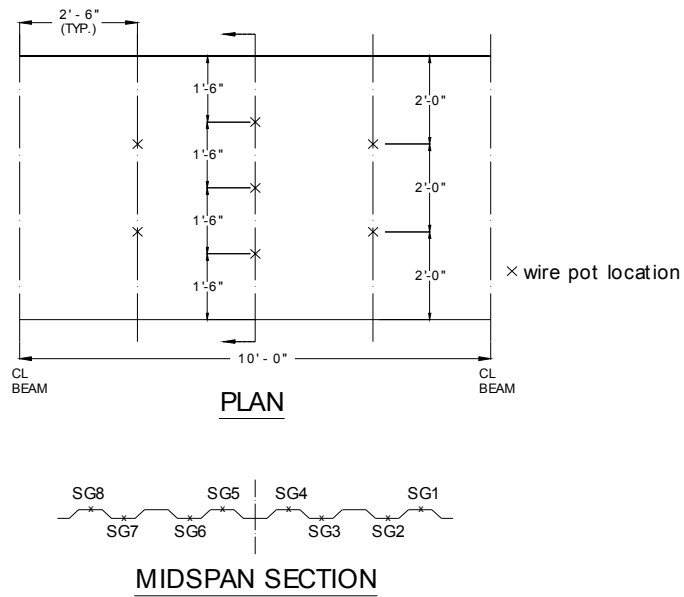 2' - 6"
(TYP.)
1'-6"
2'-0"
1'-6"
2'-0"
1'-6"
2'-0"
1'-6"
× wire pot location
10' - 0"
CL
BEAM
CL
BEAM
PLAN
SG8
SG5
SG4
SG1
SG7
SG6
SG3
SG2
MIDSPAN SECTION